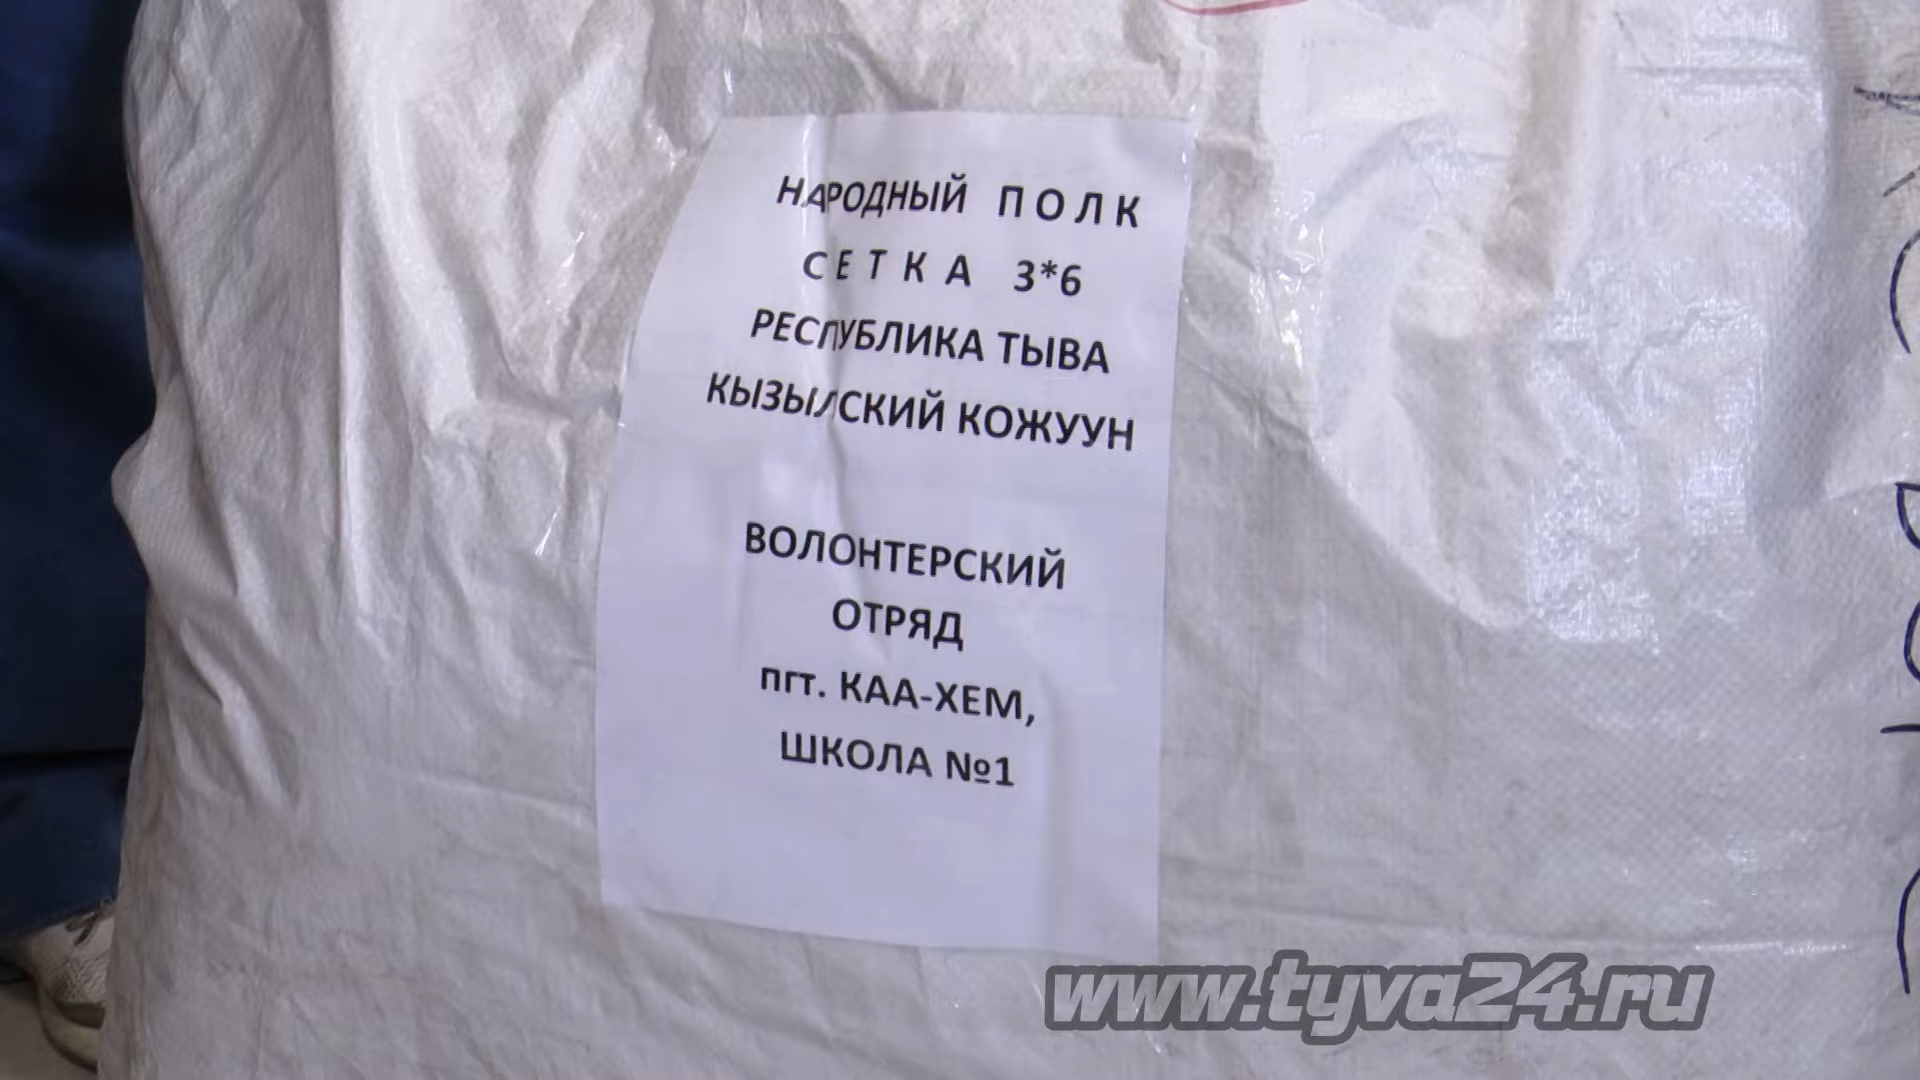 НАРОДНЫЙ ПОЛК
СЕТКА 3*6
РЕСПУБЛИКА ТЫВА
КЫЗЫЛСКИЙ КОЖУУН
ВОЛОНТЕРСКИЙ
ОТРЯД
пгт. КАА-ХЕМ,
ШКОЛА №1
www.tyva24.ru